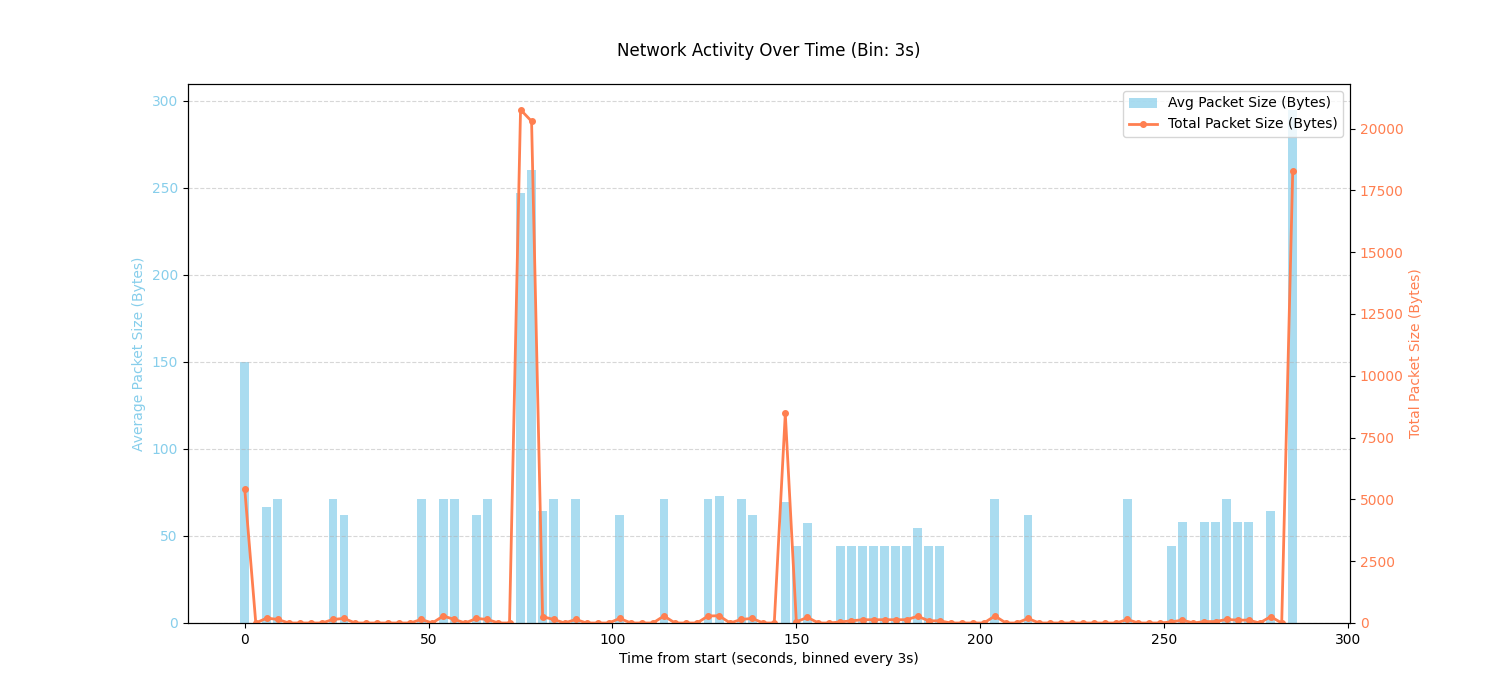 Network Activity Over Time (Bin: 3s)
Avg Packet Size (Bytes)
Total Packet Size (Bytes)
Average Packet Size (Bytes)
300
250
200
150
100
50
0
20000
17500
15000
12500
10000
7500
5000
2500
0
Total Packet Size (Bytes)
0 50 100 150 200 250 300
Time from start (seconds, binned every 3s)